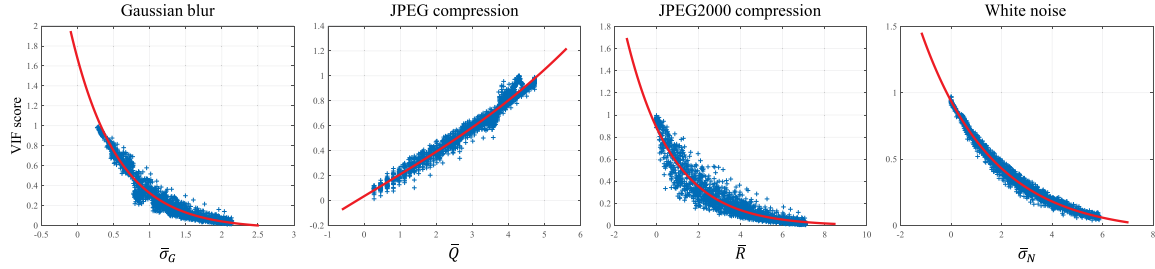 Gaussian blur
JPEG compression
JPEG2000 compression
White noise
VIF score
2
1.8
1.6
1.4
1.2
1
0.8
0.6
0.4
0.2
0
-0.5 0 0.5 1 1.5 2 2.5 3
σ̅_G
1.4
1.2
1
0.8
0.6
0.4
0.2
0
-0.2
-1 0 1 2 3 4 5 6
Q̅
1.8
1.6
1.4
1.2
1
0.8
0.6
0.4
0.2
0
-2 0 2 4 6 8 10
R̅
1.5
1
0.5
0
-2 0 2 4 6 8
σ̅_N